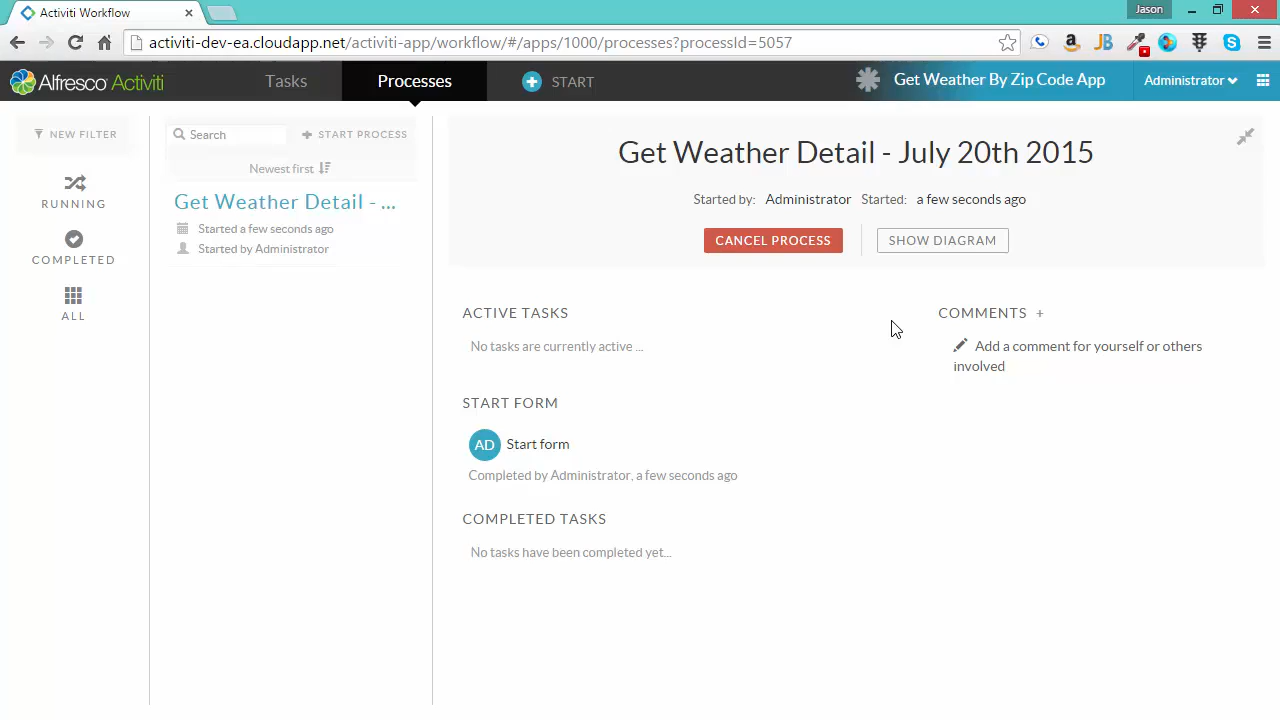 Activiti Workflow
Jason
activiti-dev-ea.cloudapp.net/activiti-app/workflow/#/apps/1000/processes?processId=5057
JB
Alfresco Activiti
Tasks
Processes
START
Get Weather By Zip Code App
Administrator
NEW FILTER
RUNNING
COMPLETED
ALL
Search
START PROCESS
Newest first
Get Weather Detail - ...
Started a few seconds ago
Started by Administrator
Get Weather Detail - July 20th 2015
Started by: Administrator Started: a few seconds ago
CANCEL PROCESS
SHOW DIAGRAM
ACTIVE TASKS
No tasks are currently active ...
START FORM
AD Start form
Completed by Administrator, a few seconds ago
COMPLETED TASKS
No tasks have been completed yet...
COMMENTS +
Add a comment for yourself or others
involved